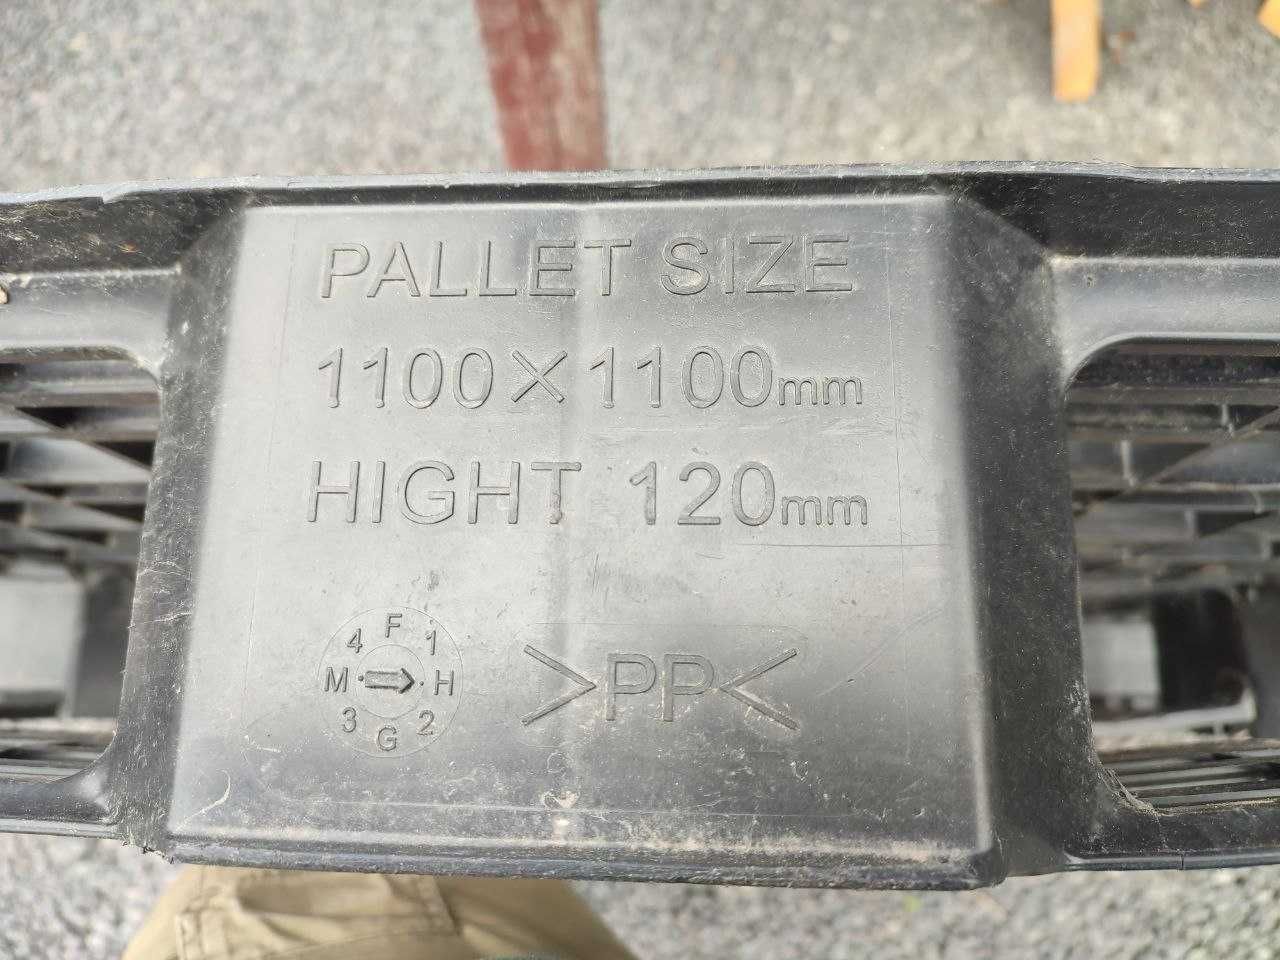 PALLET SIZE
1100×1100mm
HIGHT 120mm
F
4 1
M H
3 2
G
>PP<